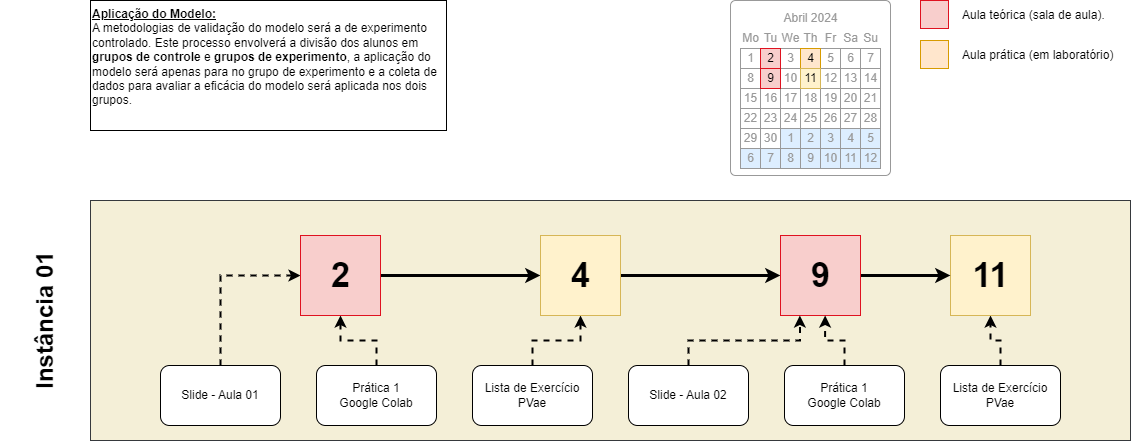 Aplicação do Modelo:
A metodologias de validação do modelo será a de experimento
controlado. Este processo envolverá a divisão dos alunos em
grupos de controle e grupos de experimento, a aplicação do
modelo será apenas para no grupo de experimento e a coleta de
dados para avaliar a eficácia do modelo será aplicada nos dois
grupos.
Abril 2024
Mo Tu We Th Fr Sa Su
1 2 3 4 5 6 7
8 9 10 11 12 13 14
15 16 17 18 19 20 21
22 23 24 25 26 27 28
29 30 1 2 3 4 5
6 7 8 9 10 11 12
Aula teórica (sala de aula).
Aula prática (em laboratório)
Instância 01
2
4
9
11
Slide - Aula 01
Prática 1
Google Colab
Lista de Exercício
PVae
Slide - Aula 02
Prática 1
Google Colab
Lista de Exercício
PVae